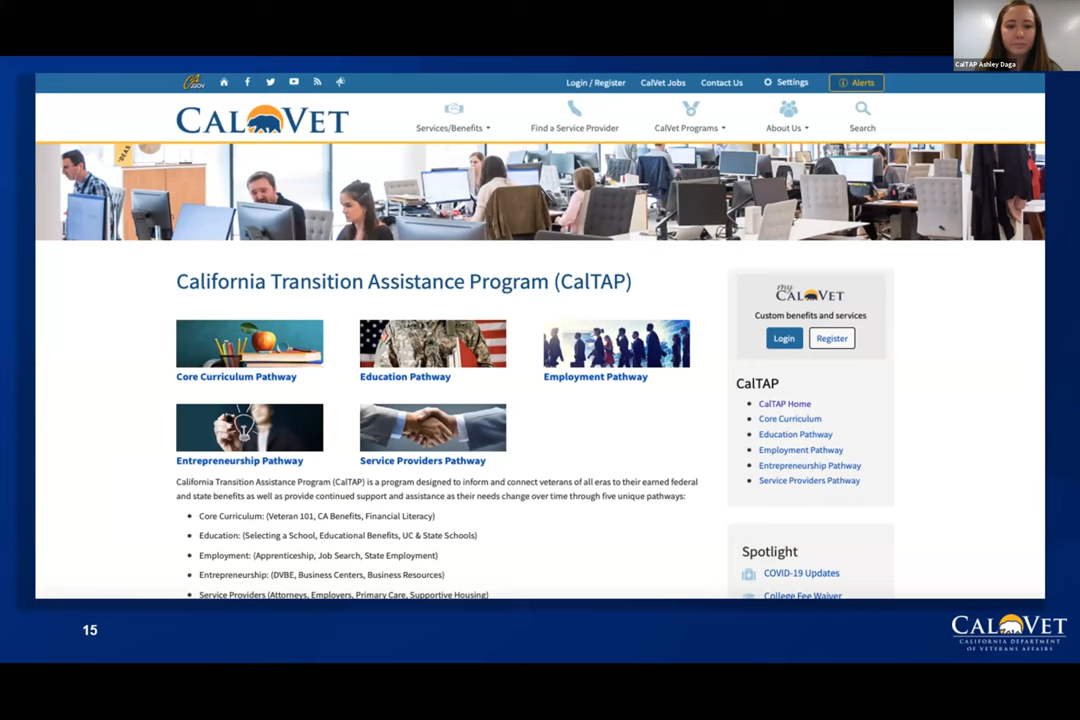 CalTAP Ashley Daga
CA
.GOV
Login / Register
CalVet Jobs
Contact Us
Settings
Alerts
CALVET
Services/Benefits
Find a Service Provider
CalVet Programs
About Us
Search
IDEAS
California Transition Assistance Program (CalTAP)
Core Curriculum Pathway
Education Pathway
Employment Pathway
Entrepreneurship Pathway
Service Providers Pathway
California Transition Assistance Program (CalTAP) is a program designed to inform and connect veterans of all eras to their earned federal
and state benefits as well as provide continued support and assistance as their needs change over time through five unique pathways:
Core Curriculum: (Veteran 101, CA Benefits, Financial Literacy)
Education: (Selecting a School, Educational Benefits, UC & State Schools)
Employment: (Apprenticeship, Job Search, State Employment)
Entrepreneurship: (DVBE, Business Centers, Business Resources)
Service Providers (Attorneys, Employers, Primary Care, Supportive Housing)
my
CALVET
Custom benefits and services
Login
Register
CalTAP
CalTAP Home
Core Curriculum
Education Pathway
Employment Pathway
Entrepreneurship Pathway
Service Providers Pathway
Spotlight
COVID-19 Updates
College Fee Waiver
15
CALVET
CALIFORNIA DEPARTMENT
OF VETERANS AFFAIRS